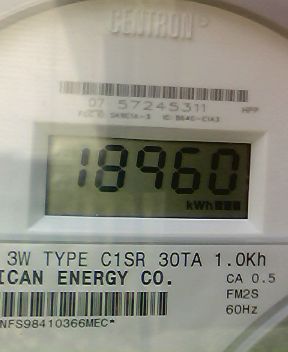 CENTRON®
07 57245311 HPP
18960
kWh
3W TYPE C1SR 30TA 1.0Kh
ICAN ENERGY CO. CA 0.5
FM2S
NFS98410366MEC* 60Hz